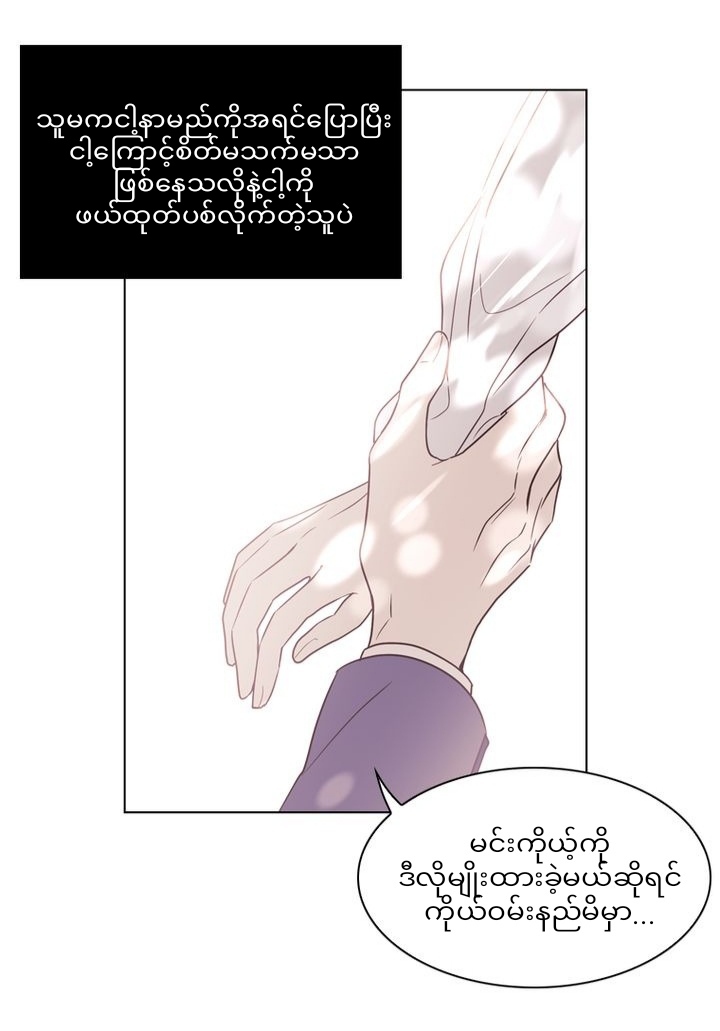 သူမကငါ့နာမည်ကိုအရင်ပြောပြီး
ငါ့ကြောင့်စိတ်မသက်မသာ
ဖြစ်နေသလိုနဲ့ငါ့ကို
ဖယ်ထုတ်ပစ်လိုက်တဲ့သူပဲ
မင်းကိုယ့်ကို
ဒီလိုမျိုးထားခဲ့မယ်ဆိုရင်
ကိုယ်ဝမ်းနည်မိမှာ...